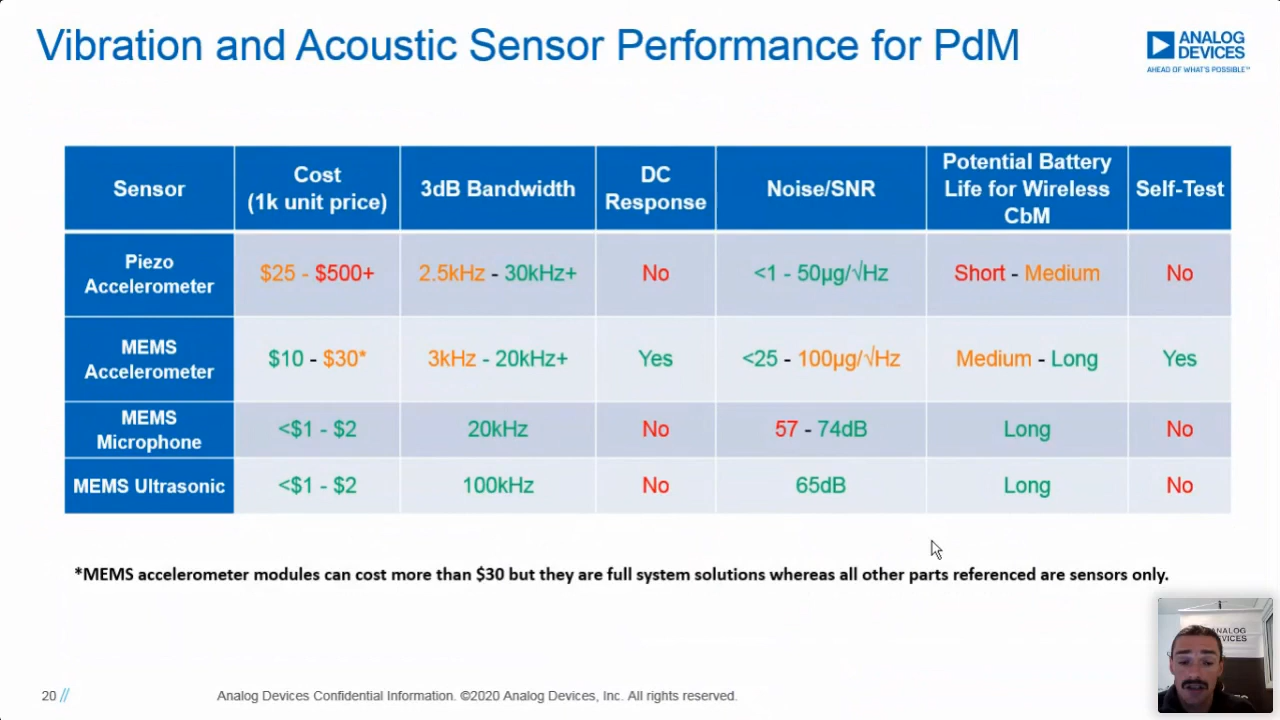 Vibration and Acoustic Sensor Performance for PdM
ANALOG
DEVICES
AHEAD OF WHAT'S POSSIBLE™
Sensor
Cost
(1k unit price)
3dB Bandwidth
DC
Response
Noise/SNR
Potential Battery
Life for Wireless
CbM
Self-Test
Piezo
Accelerometer
$25 - $500+
2.5kHz - 30kHz+
No
<1 - 50µg/√Hz
Short - Medium
No
MEMS
Accelerometer
$10 - $30*
3kHz - 20kHz+
Yes
<25 - 100µg/√Hz
Medium - Long
Yes
MEMS
Microphone
<$1 - $2
20kHz
No
57 - 74dB
Long
No
MEMS Ultrasonic
<$1 - $2
100kHz
No
65dB
Long
No
*MEMS accelerometer modules can cost more than $30 but they are full system solutions whereas all other parts referenced are sensors only.
ANALOG
DEVICES
20 //
Analog Devices Confidential Information. ©2020 Analog Devices, Inc. All rights reserved.